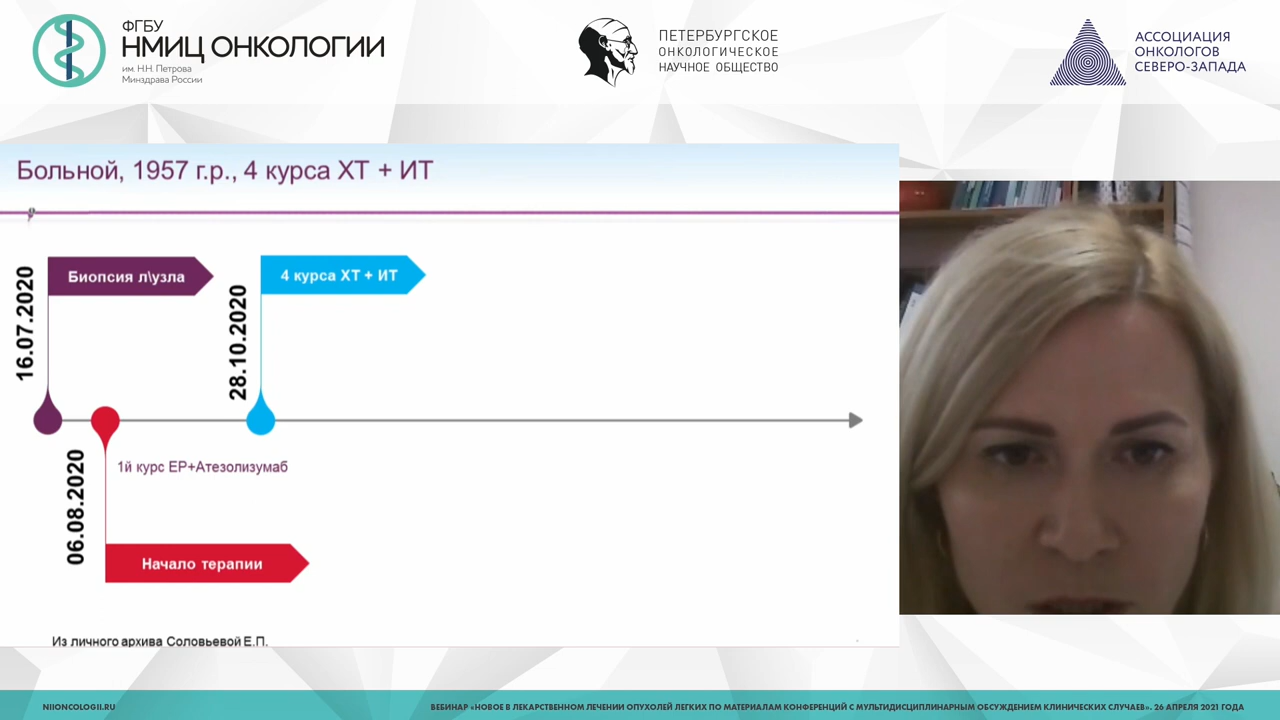 ФГБУ
НМИЦ ОНКОЛОГИИ
им. Н.Н. Петрова
Минздрава России
ПЕТЕРБУРГСКОЕ
ОНКОЛОГИЧЕСКОЕ
НАУЧНОЕ ОБЩЕСТВО
АССОЦИАЦИЯ
ОНКОЛОГОВ
СЕВЕРО-ЗАПАДА
Больной, 1957 г.р., 4 курса ХТ + ИТ
16.07.2020
Биопсия л\узла
28.10.2020
4 курса ХТ + ИТ
06.08.2020
1й курс ЕР+Атезолизумаб
Начало терапии
Из личного архива Соловьевой Е.П.
NIIONCOLOGII.RU
ВЕБИНАР «НОВОЕ В ЛЕКАРСТВЕННОМ ЛЕЧЕНИИ ОПУХОЛЕЙ ЛЕГКИХ ПО МАТЕРИАЛАМ КОНФЕРЕНЦИЙ С МУЛЬТИДИСЦИПЛИНАРНЫМ ОБСУЖДЕНИЕМ КЛИНИЧЕСКИХ СЛУЧАЕВ». 26 АПРЕЛЯ 2021 ГОДА